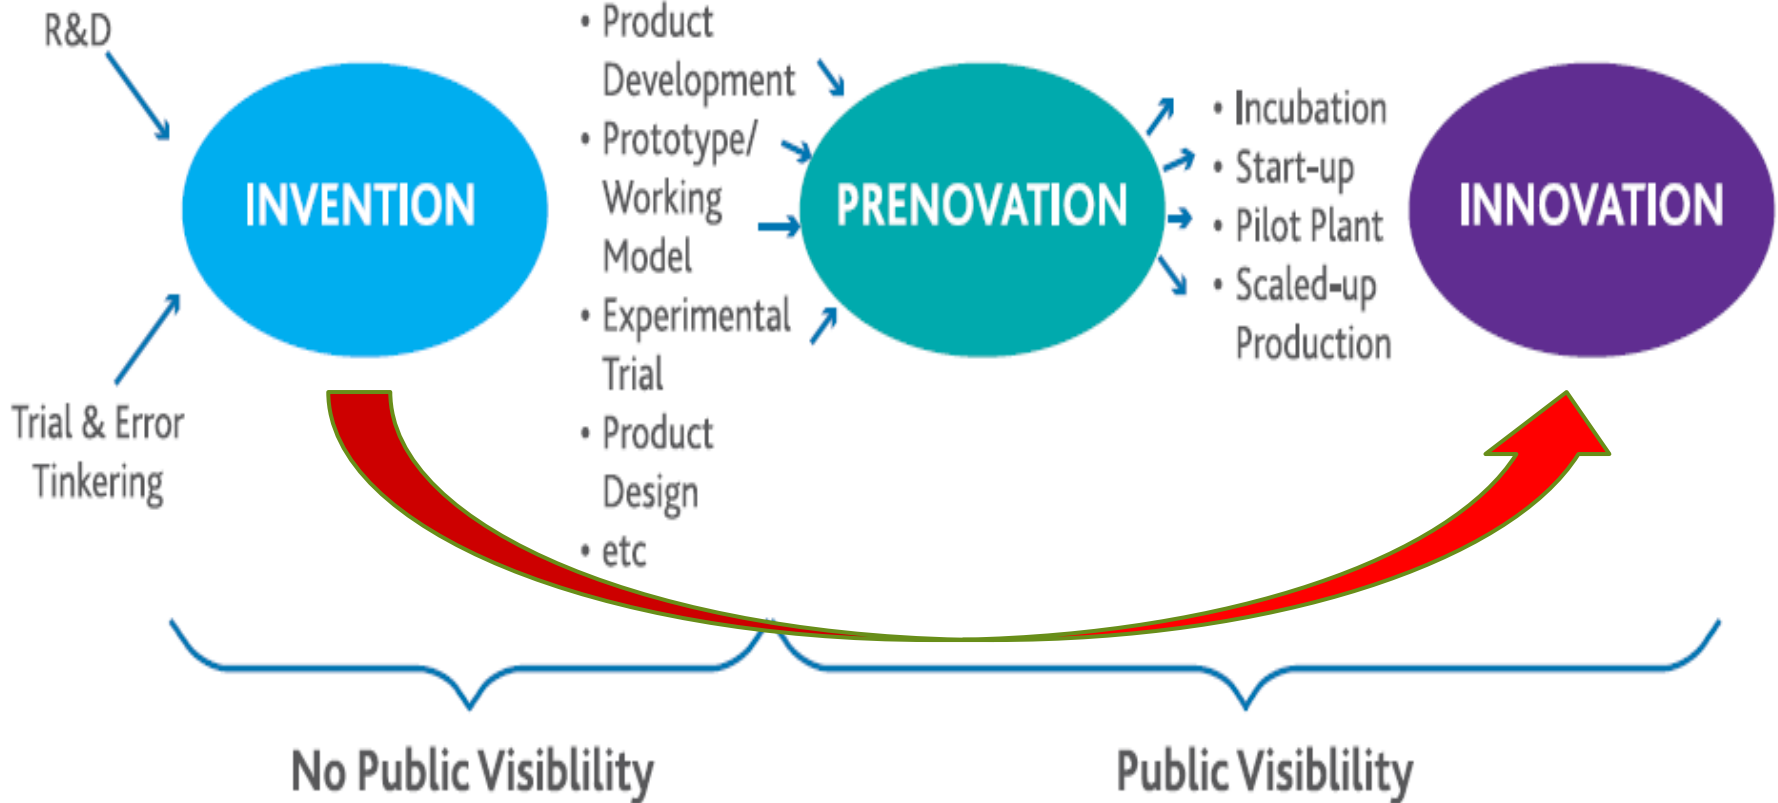 R&D
Trial & Error
Tinkering
INVENTION
• Product
Development
• Prototype/
Working
Model
• Experimental
Trial
• Product
Design
• etc
PRENOVATION
• Incubation
• Start-up
• Pilot Plant
• Scaled-up
Production
INNOVATION
No Public Visiblility
Public Visiblility